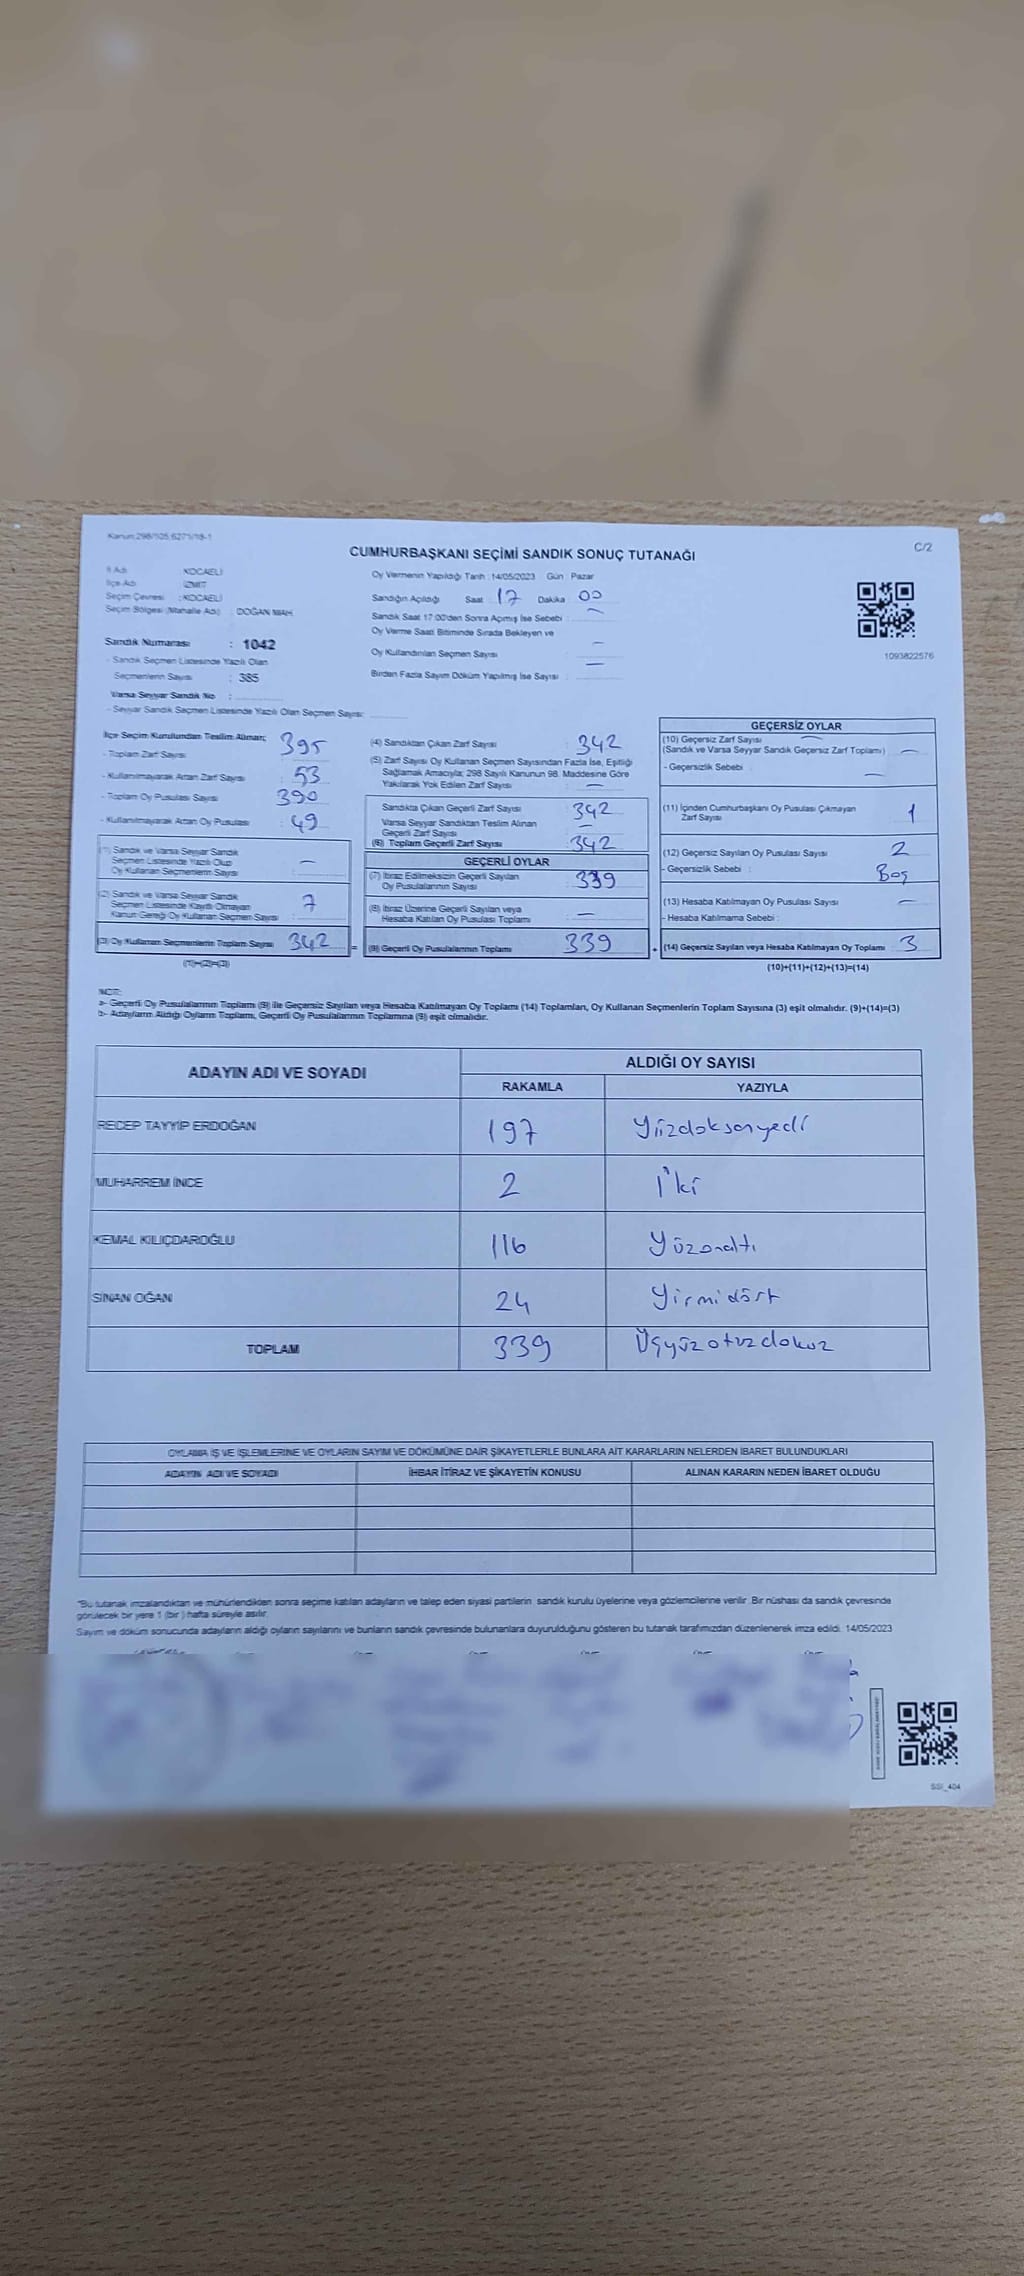 Kanun:298/105,6271/18-1
C/2
CUMHURBAŞKANI SEÇİMİ SANDIK SONUÇ TUTANAĞI
İl Adı : KOCAELİ
İlçe Adı : İZMİT
Seçim Çevresi : KOCAELİ
Seçim Bölgesi (Mahalle Adı) : DOĞAN MAH.
Sandık Numarası : 1042
- Sandık Seçmen Listesinde Yazılı Olan
Seçmenlerin Sayısı : 385
Varsa Seyyar Sandık No :
- Seyyar Sandık Seçmen Listesinde Yazılı Olan Seçmen Sayısı:
Oy Vermenin Yapıldığı Tarih :14/05/2023 Gün : Pazar
Sandığın Açıldığı Saat : 17 Dakika : 00
Sandık Saat 17:00'den Sonra Açmış İse Sebebi : —
Oy Verme Saati Bitiminde Sırada Bekleyen ve
Oy Kullandırılan Seçmen Sayısı : —
Birden Fazla Sayım Döküm Yapılmış İse Sayısı : —
1093822576
İlçe Seçim Kurulundan Teslim Alınan;
- Toplam Zarf Sayısı : 395
- Kullanılmayarak Artan Zarf Sayısı : 53
- Toplam Oy Pusulası Sayısı : 390
- Kullanılmayarak Artan Oy Pusulası : 49
(1) Sandık ve Varsa Seyyar Sandık
Seçmen Listesinde Yazılı Olup
Oy Kullanan Seçmenlerin Sayısı : —
(2) Sandık ve Varsa Seyyar Sandık
Seçmen Listesinde Kayıtlı Olmayan
Kanun Gereği Oy Kullanan Seçmen Sayısı : 7
(3) Oy Kullanan Seçmenlerin Toplam Sayısı : 342
(1)+(2)=(3)
(4) Sandıktan Çıkan Zarf Sayısı : 342
(5) Zarf Sayısı Oy Kullanan Seçmen Sayısından Fazla İse, Eşitliği
Sağlamak Amacıyla; 298 Sayılı Kanunun 98. Maddesine Göre
Yakılarak Yok Edilen Zarf Sayısı : —
Sandıkta Çıkan Geçerli Zarf Sayısı : 342
Varsa Seyyar Sandıktan Teslim Alınan
Geçerli Zarf Sayısı : —
(6) Toplam Geçerli Zarf Sayısı : 342
GEÇERLİ OYLAR
(7) İtiraz Edilmeksizin Geçerli Sayılan
Oy Pusulalarının Sayısı : 339
(8) İtiraz Üzerine Geçerli Sayılan veya
Hesaba Katılan Oy Pusulası Toplamı : —
= (9) Geçerli Oy Pusulalarının Toplamı : 339
GEÇERSİZ OYLAR
(10) Geçersiz Zarf Sayısı
(Sandık ve Varsa Seyyar Sandık Geçersiz Zarf Toplamı) : —
- Geçersizlik Sebebi : —
(11) İçinden Cumhurbaşkanı Oy Pusulası Çıkmayan
Zarf Sayısı : 1
(12) Geçersiz Sayılan Oy Pusulası Sayısı : 2
- Geçersizlik Sebebi : Boş
(13) Hesaba Katılmayan Oy Pusulası Sayısı : —
- Hesaba Katılmama Sebebi :
+ (14) Geçersiz Sayılan veya Hesaba Katılmayan Oy Toplamı : 3
(10)+(11)+(12)+(13)=(14)
NOT:
a- Geçerli Oy Pusulalarının Toplamı (9) ile Geçersiz Sayılan veya Hesaba Katılmayan Oy Toplamı (14) Toplamları, Oy Kullanan Seçmenlerin Toplam Sayısına (3) eşit olmalıdır. (9)+(14)=(3)
b- Adayların Aldığı Oyların Toplamı, Geçerli Oy Pusulalarının Toplamına (9) eşit olmalıdır.
ADAYIN ADI VE SOYADI ALDIĞI OY SAYISI
RAKAMLA YAZIYLA
RECEP TAYYİP ERDOĞAN 197 Yüzdoksanyedi
MUHARREM İNCE 2 İki
KEMAL KILIÇDAROĞLU 116 Yüzonaltı
SİNAN OĞAN 24 Yirmidört
TOPLAM 339 Üçyüzotuzdokuz
OYLAMA İŞ VE İŞLEMLERİNE VE OYLARIN SAYIM VE DÖKÜMÜNE DAİR ŞİKAYETLERLE BUNLARA AİT KARARLARIN NELERDEN İBARET BULUNDUKLARI
ADAYIN ADI VE SOYADI İHBAR İTİRAZ VE ŞİKAYETİN KONUSU ALINAN KARARIN NEDEN İBARET OLDUĞU
"Bu tutanak imzalandıktan ve mühürlendikten sonra seçime katılan adayların ve talep eden siyasi partilerin sandık kurulu üyelerine veya gözlemcilerine verilir. Bir nüshası da sandık çevresinde
görülecek bir yere 1 (bir ) hafta süreyle asılır.
Sayım ve döküm sonucunda adayların aldığı oyların sayılarını ve bunların sandık çevresinde bulunanlara duyurulduğunu gösteren bu tutanak tarafımızdan düzenlenerek imza edildi. 14/05/2023
SSI_404